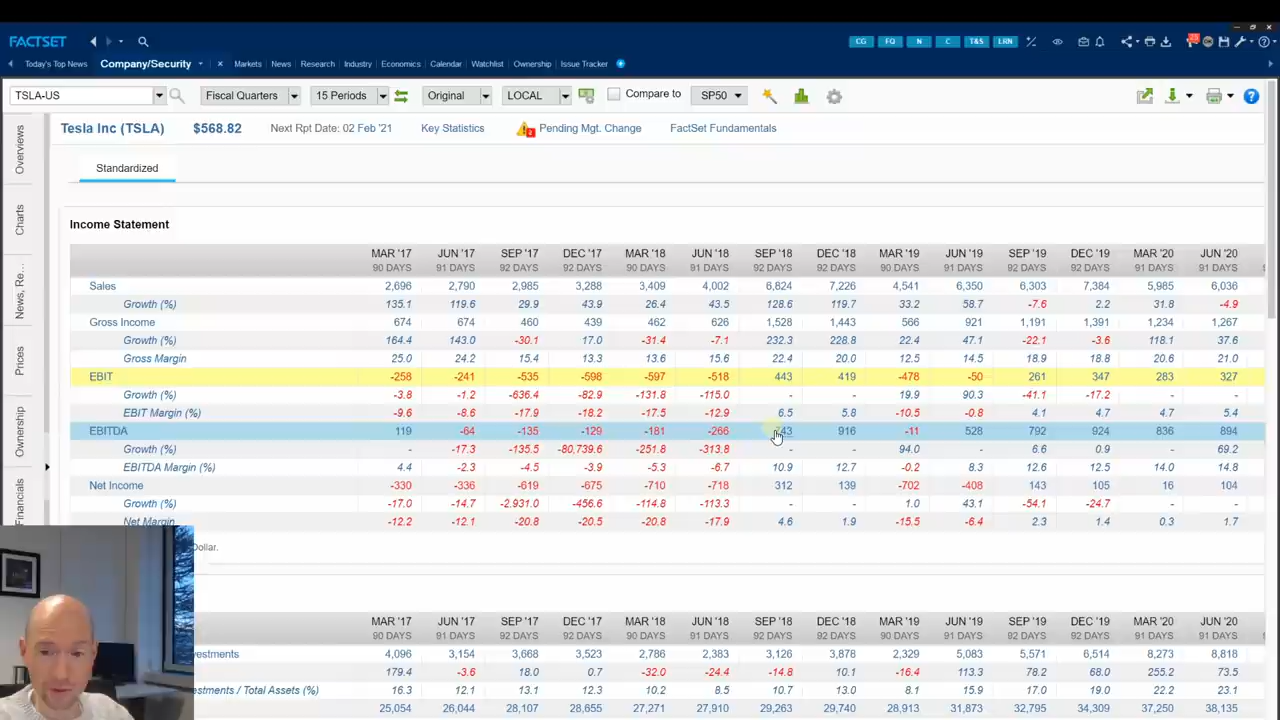 FACTSET
CG FQ N C T&S LRN
Today's Top News Company/Security Markets News Research Industry Economics Calendar Watchlist Ownership Issue Tracker
TSLA-US Fiscal Quarters 15 Periods Original LOCAL Compare to SP50
Tesla Inc (TSLA) $568.82 Next Rpt Date: 02 Feb '21 Key Statistics Pending Mgt. Change FactSet Fundamentals
Overviews
Charts
News, Re...
Prices
Ownership
Financials
Standardized
Income Statement
MAR '17 JUN '17 SEP '17 DEC '17 MAR '18 JUN '18 SEP '18 DEC '18 MAR '19 JUN '19 SEP '19 DEC '19 MAR '20 JUN '20
90 DAYS 91 DAYS 92 DAYS 92 DAYS 90 DAYS 91 DAYS 92 DAYS 92 DAYS 90 DAYS 91 DAYS 92 DAYS 92 DAYS 90 DAYS 91 DAYS
Sales 2,696 2,790 2,985 3,288 3,409 4,002 6,824 7,226 4,541 6,350 6,303 7,384 5,985 6,036
Growth (%) 135.1 119.6 29.9 43.9 26.4 43.5 128.6 119.7 33.2 58.7 -7.6 2.2 31.8 -4.9
Gross Income 674 674 460 439 462 626 1,528 1,443 566 921 1,191 1,391 1,234 1,267
Growth (%) 164.4 143.0 -30.1 17.0 -31.4 -7.1 232.3 228.8 22.4 47.1 -22.1 -3.6 118.1 37.6
Gross Margin 25.0 24.2 15.4 13.3 13.6 15.6 22.4 20.0 12.5 14.5 18.9 18.8 20.6 21.0
EBIT -258 -241 -535 -598 -597 -518 443 419 -478 -50 261 347 283 327
Growth (%) -3.8 -1.2 -636.4 -82.9 -131.8 -115.0 - - 19.9 90.3 -41.1 -17.2 - -
EBIT Margin (%) -9.6 -8.6 -17.9 -18.2 -17.5 -12.9 6.5 5.8 -10.5 -0.8 4.1 4.7 4.7 5.4
EBITDA 119 -64 -135 -129 -181 -266 916 -11 528 792 924 836 894
Growth (%) - -17.3 -135.5 -80,739.6 -251.8 -313.8 - - 94.0 - 6.6 0.9 - 69.2
EBITDA Margin (%) 4.4 -2.3 -4.5 -3.9 -5.3 -6.7 10.9 12.7 -0.2 8.3 12.6 12.5 14.0 14.8
Net Income -330 -336 -619 -675 -710 -718 312 139 -702 -408 143 105 16 104
Growth (%) -17.0 -14.7 -2,931.0 -456.6 -114.8 -113.3 - - 1.0 43.1 -54.1 -24.7 - -
Net Margin -12.2 -12.1 -20.8 -20.5 -20.8 -17.9 4.6 1.9 -15.5 -6.4 2.3 1.4 0.3 1.7
Dollar.
MAR '17 JUN '17 SEP '17 DEC '17 MAR '18 JUN '18 SEP '18 DEC '18 MAR '19 JUN '19 SEP '19 DEC '19 MAR '20 JUN '20
90 DAYS 91 DAYS 92 DAYS 92 DAYS 90 DAYS 91 DAYS 92 DAYS 92 DAYS 90 DAYS 91 DAYS 92 DAYS 92 DAYS 90 DAYS 91 DAYS
vestments 4,096 3,154 3,668 3,523 2,786 2,383 3,126 3,878 2,329 5,083 5,571 6,514 8,273 8,818
179.4 -3.6 18.0 0.7 -32.0 -24.4 -14.8 10.1 -16.4 113.3 78.2 68.0 255.2 73.5
estments / Total Assets (%) 16.3 12.1 13.1 12.3 10.2 8.5 10.7 13.0 8.1 15.9 17.0 19.0 22.2 23.1
25,054 26,044 28,107 28,655 27,271 27,910 29,263 29,740 28,913 31,873 32,795 34,309 37,250 38,135